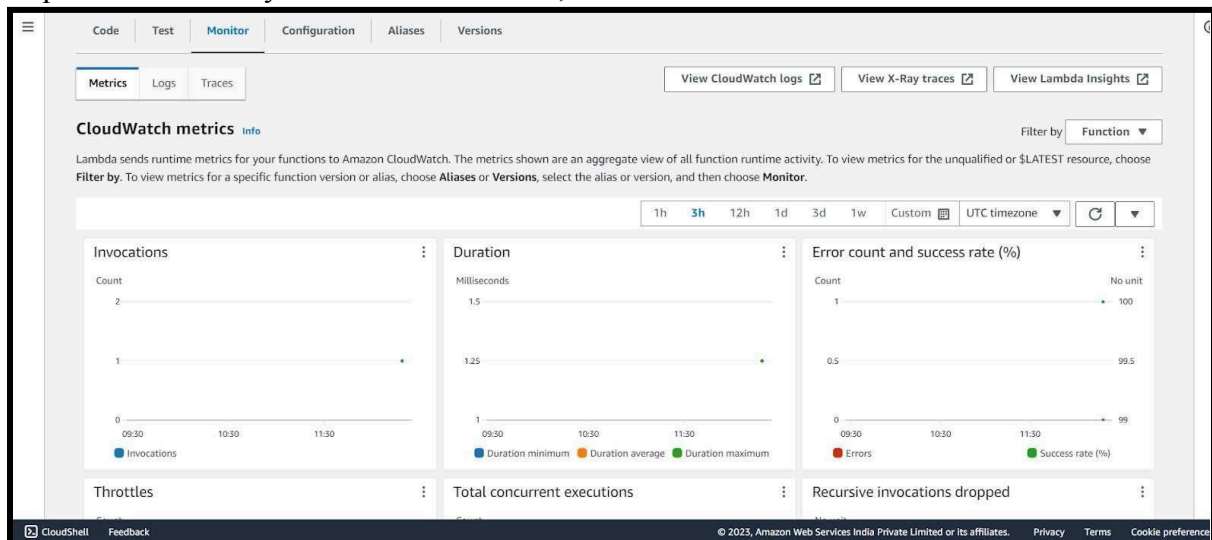 Code Test Monitor Configuration Aliases Versions
Metrics Logs Traces View CloudWatch logs View X-Ray traces View Lambda Insights
CloudWatch metrics Info Filter by Function
Lambda sends runtime metrics for your functions to Amazon CloudWatch. The metrics shown are an aggregate view of all function runtime activity. To view metrics for the unqualified or $LATEST resource, choose
Filter by. To view metrics for a specific function version or alias, choose Aliases or Versions, select the alias or version, and then choose Monitor.
1h 3h 12h 1d 3d 1w Custom UTC timezone
Invocations
Count
2
1
0
09:30 10:30 11:30
Invocations
Duration
Milliseconds
1.5
1.25
1
09:30 10:30 11:30
Duration minimum Duration average Duration maximum
Error count and success rate (%)
Count No unit
1 100
0.5 99.5
0 99
09:30 10:30 11:30
Errors Success rate (%)
Throttles
Total concurrent executions
Recursive invocations dropped
CloudShell Feedback © 2023, Amazon Web Services India Private Limited or its affiliates. Privacy Terms Cookie preference